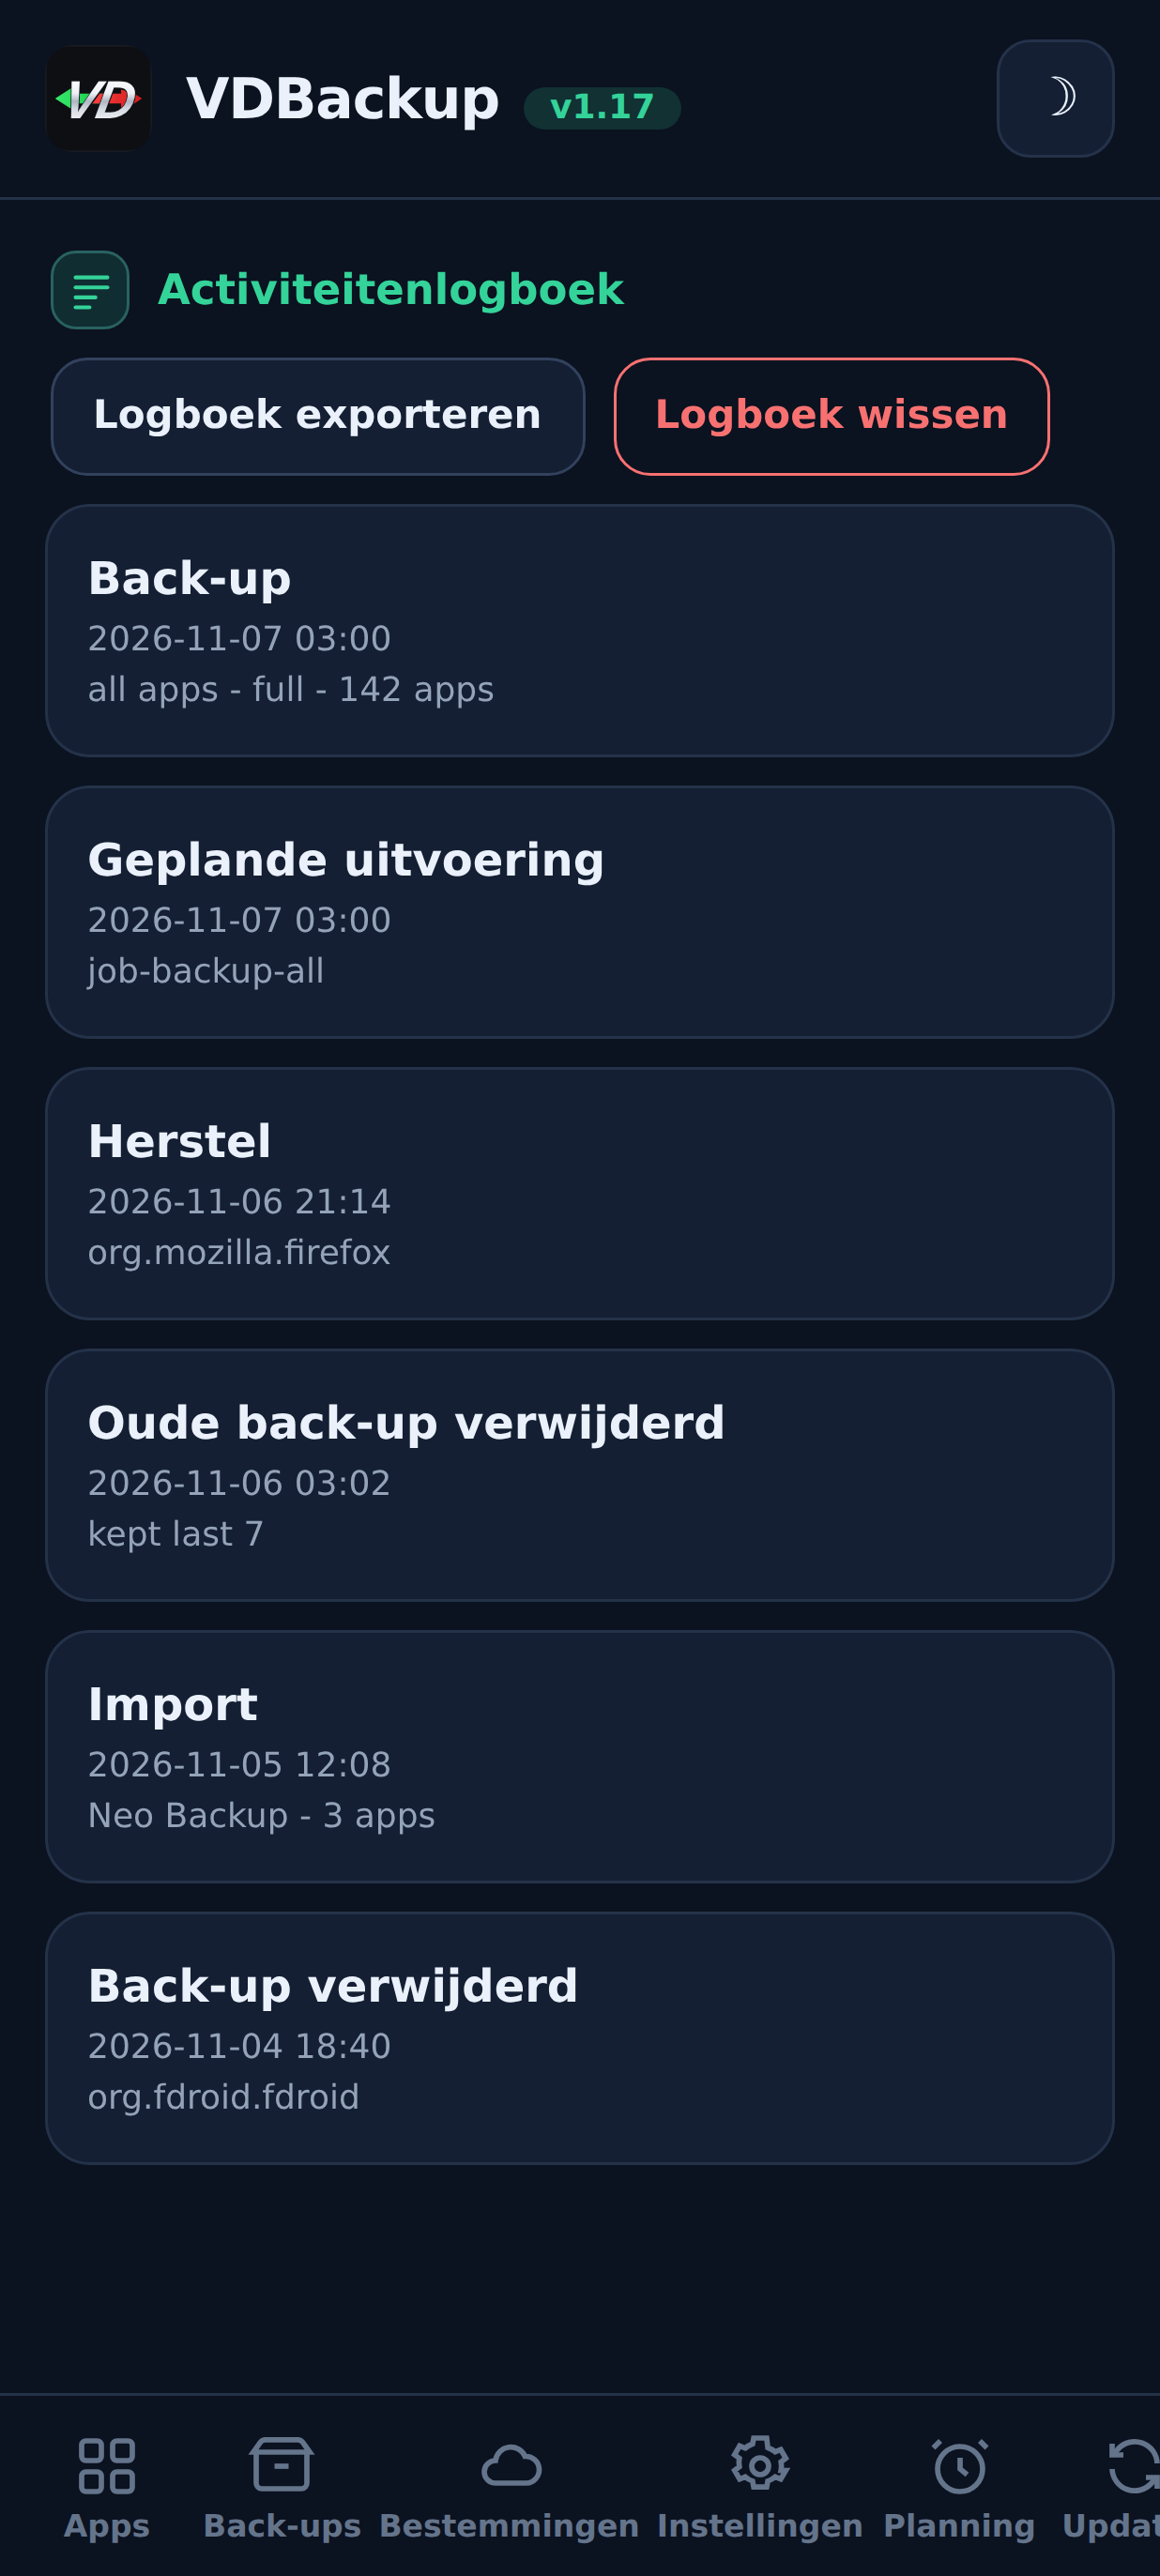 VD
VDBackup v1.17
Activiteitenlogboek
Logboek exporteren
Logboek wissen
Back-up
2026-11-07 03:00
all apps - full - 142 apps
Geplande uitvoering
2026-11-07 03:00
job-backup-all
Herstel
2026-11-06 21:14
org.mozilla.firefox
Oude back-up verwijderd
2026-11-06 03:02
kept last 7
Import
2026-11-05 12:08
Neo Backup - 3 apps
Back-up verwijderd
2026-11-04 18:40
org.fdroid.fdroid
Apps
Back-ups
Bestemmingen
Instellingen
Planning